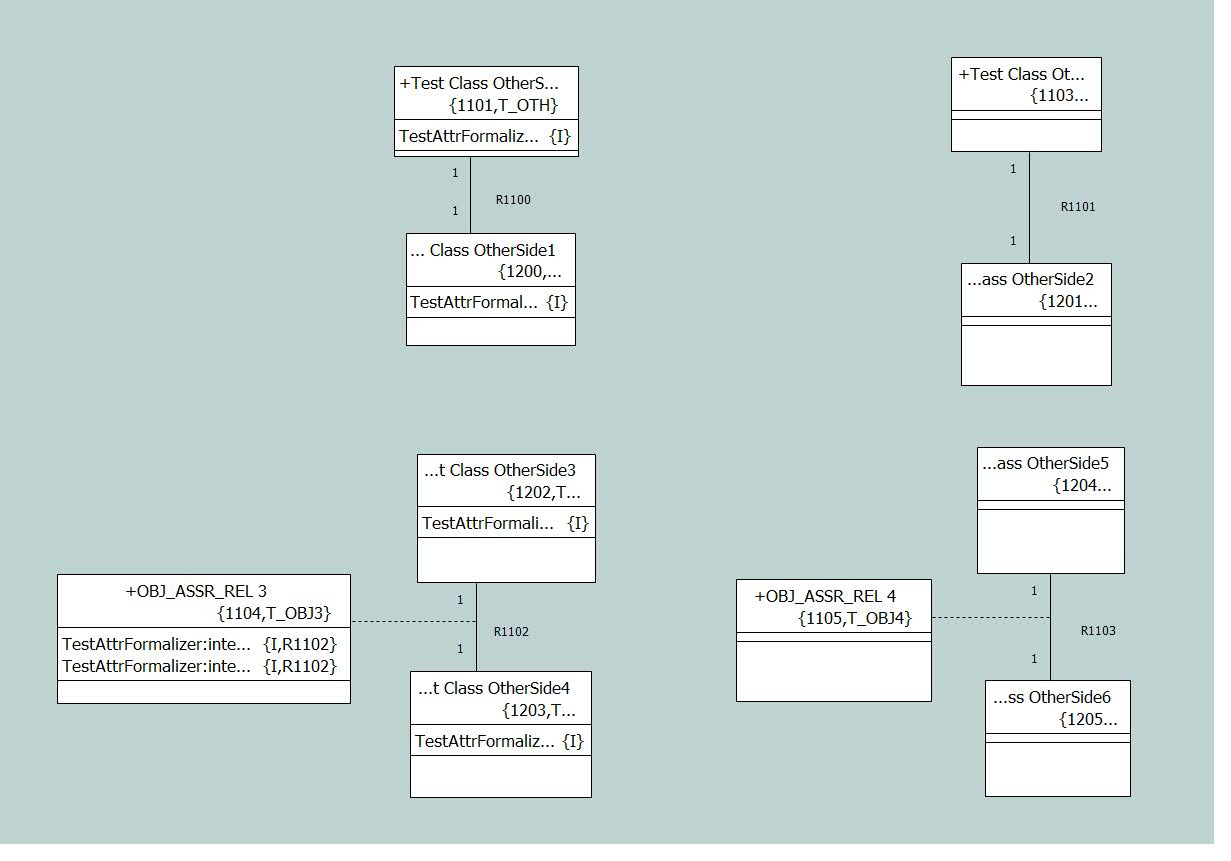 +Test Class OtherS...
{1101,T_OTH}
TestAttrFormaliz... {I}
1
R1100
1
... Class OtherSide1
{1200,...
TestAttrFormal... {I}
+Test Class Ot...
{1103...
1
R1101
1
...ass OtherSide2
{1201...
...t Class OtherSide3
{1202,T...
TestAttrFormali... {I}
+OBJ_ASSR_REL 3
{1104,T_OBJ3}
TestAttrFormalizer:inte... {I,R1102}
TestAttrFormalizer:inte... {I,R1102}
1
R1102
1
...t Class OtherSide4
{1203,T...
TestAttrFormaliz... {I}
...ass OtherSide5
{1204...
+OBJ_ASSR_REL 4
{1105,T_OBJ4}
1
R1103
1
...ss OtherSide6
{1205...